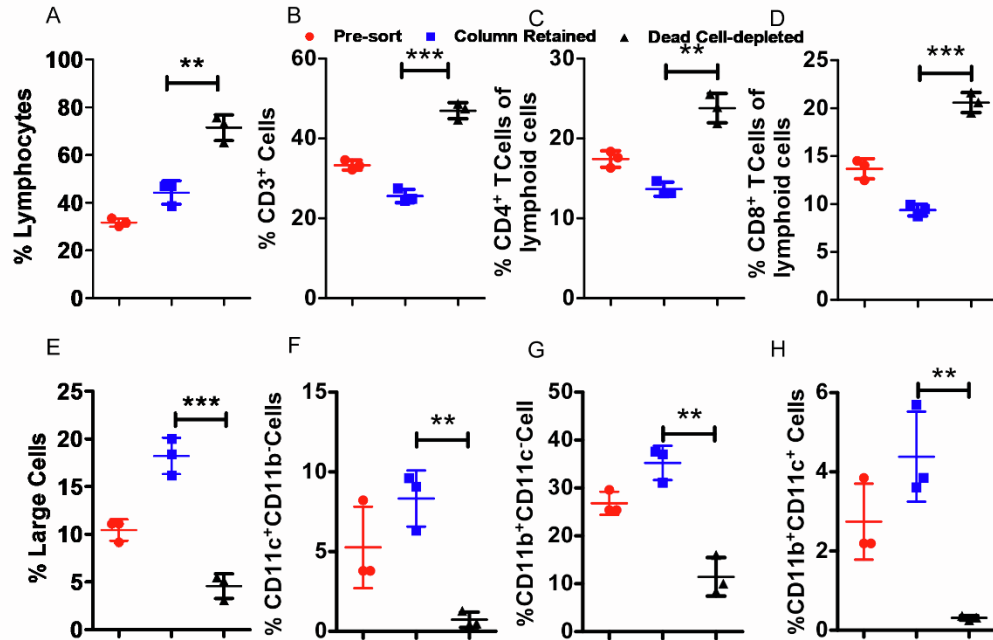 A
B
C
D
Pre-sort
Column Retained
Dead Cell-depleted
% Lymphocytes
100
80
60
40
20
0
**
% CD3+ Cells
60
40
20
0
***
% CD4+ TCells of
lymphoid cells
30
20
10
0
**
% CD8+ TCells of
lymphoid cells
25
20
15
10
5
0
***
E
F
G
H
% Large Cells
25
20
15
10
5
0
***
% CD11c+CD11b-Cells
15
10
5
0
**
%CD11b+CD11c-Cell
50
40
30
20
10
0
**
%CD11b+CD11c+ Cells
6
4
2
0
**